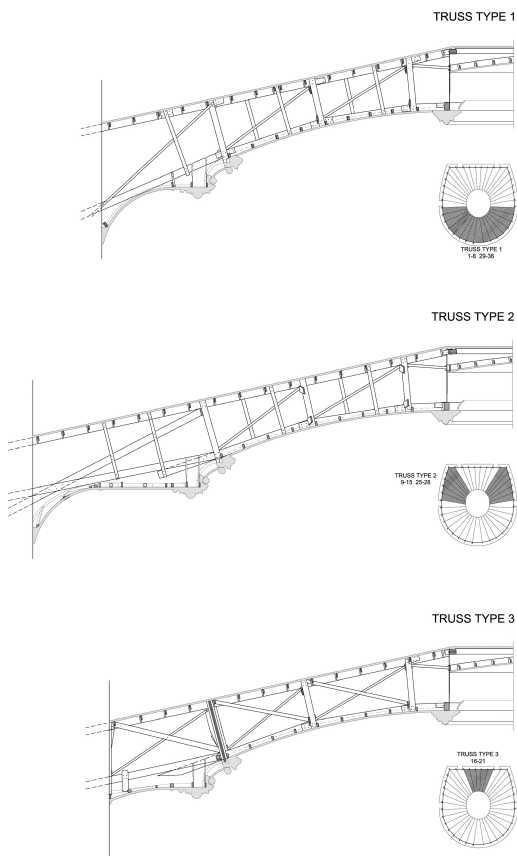 TRUSS TYPE 1
TRUSS TYPE 1
1-8 29-36
TRUSS TYPE 2
TRUSS TYPE 2
9-15 25-28
TRUSS TYPE 3
TRUSS TYPE 3
16-21